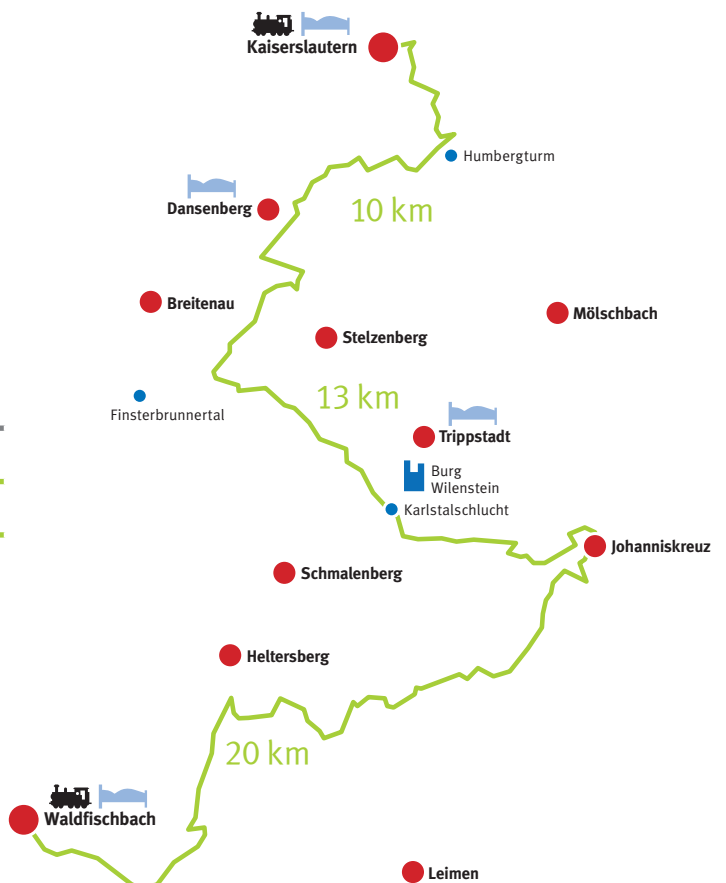 Kaiserslautern
Humbergturm
Dansenberg
10 km
Breitenau
Mölschbach
Stelzenberg
13 km
Finsterbrunnertal
Trippstadt
Burg
Wilenstein
Karlstalschlucht
Johanniskreuz
Schmalenberg
Heltersberg
20 km
Waldfischbach
Leimen